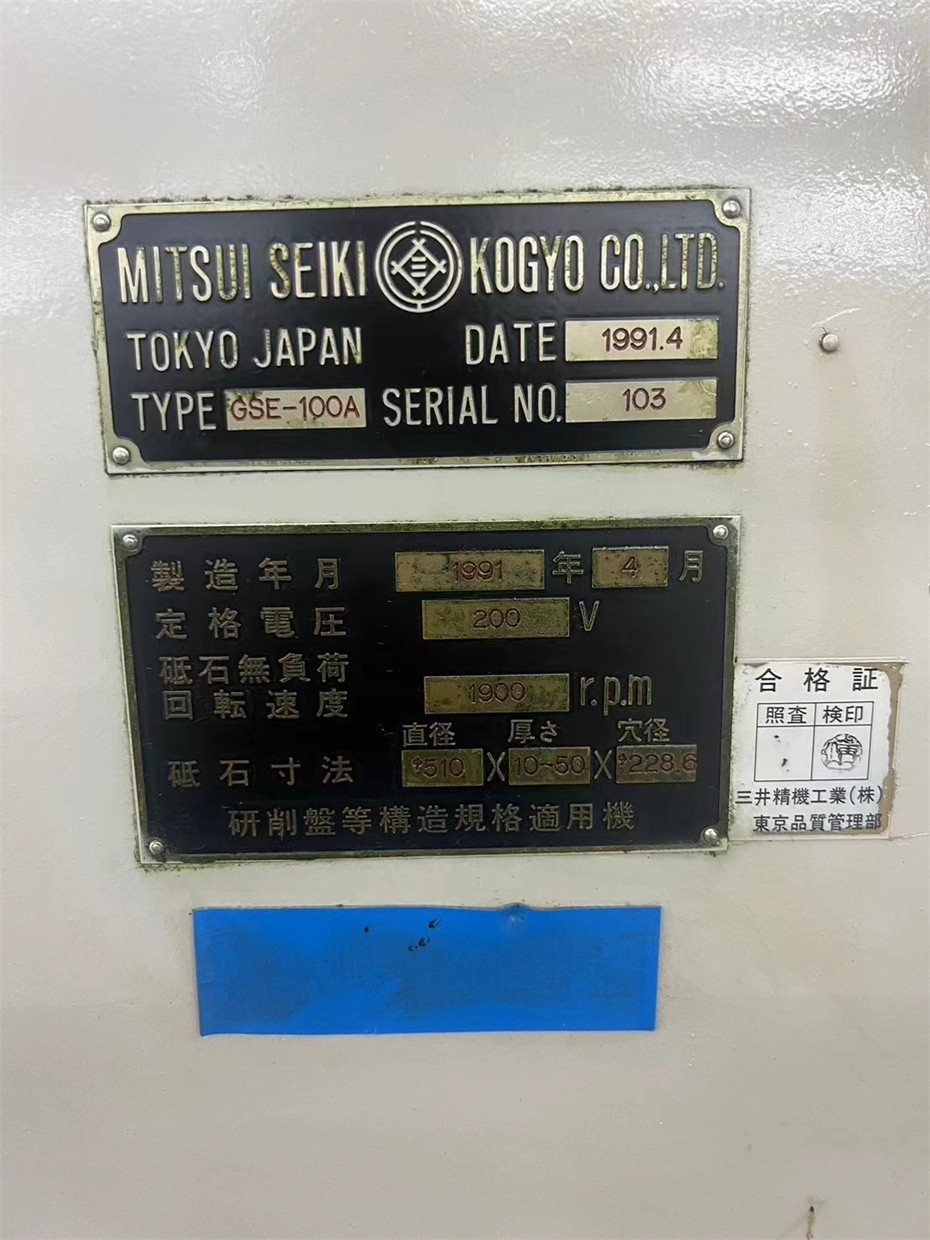 MITSUI SEIKI KOGYO CO.,LTD.
TOKYO JAPAN DATE 1991.4
TYPE GSE-100A SERIAL NO. 103
製造年月 1991 年 4 月
定格電圧 200 V
砥石無負荷
回転速度 1900 r.p.m
直径 厚さ 穴径
砥石寸法 φ510 X 10~50 X φ228.6
研削盤等構造規格適用機
合格証
照査 検印
三井精機工業(株)
東京品質管理部